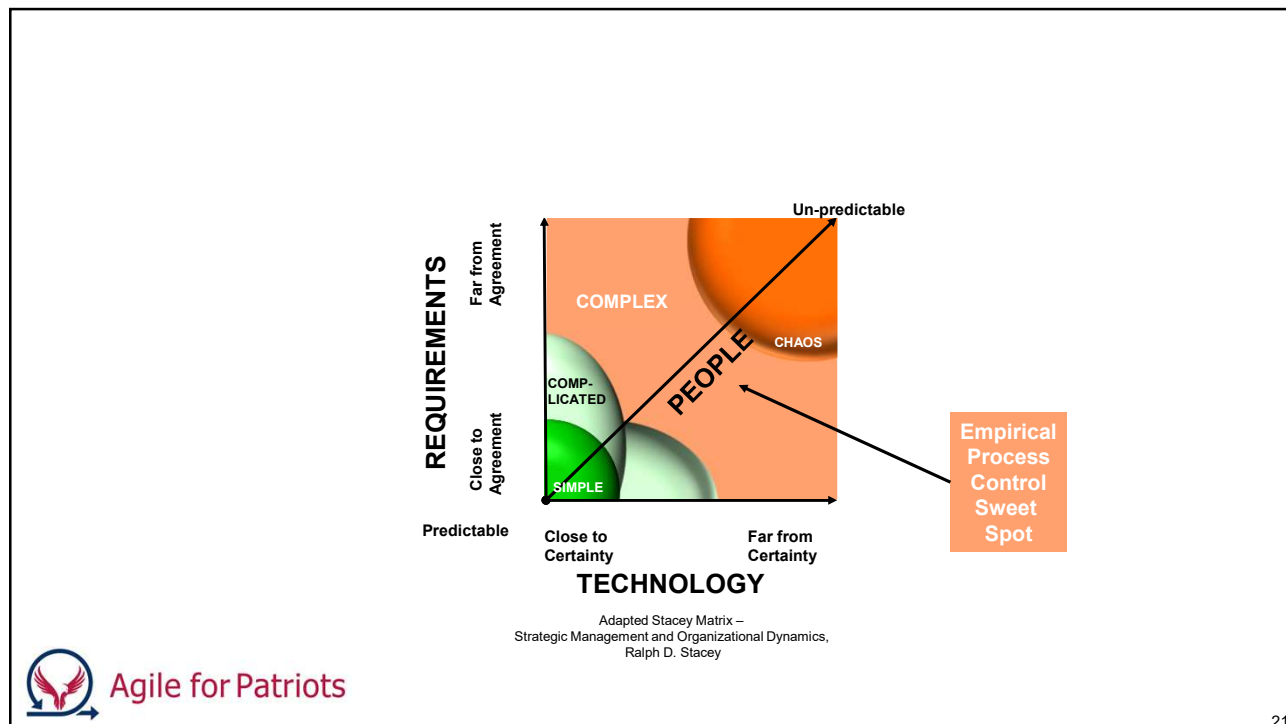 Un-predictable
REQUIREMENTS
Far from
Agreement
Close to
Agreement
COMPLEX
CHAOS
PEOPLE
COMP-
LICATED
SIMPLE
Empirical
Process
Control
Sweet
Spot
Predictable
Close to
Certainty
Far from
Certainty
TECHNOLOGY
Adapted Stacey Matrix –
Strategic Management and Organizational Dynamics,
Ralph D. Stacey
Agile for Patriots
21